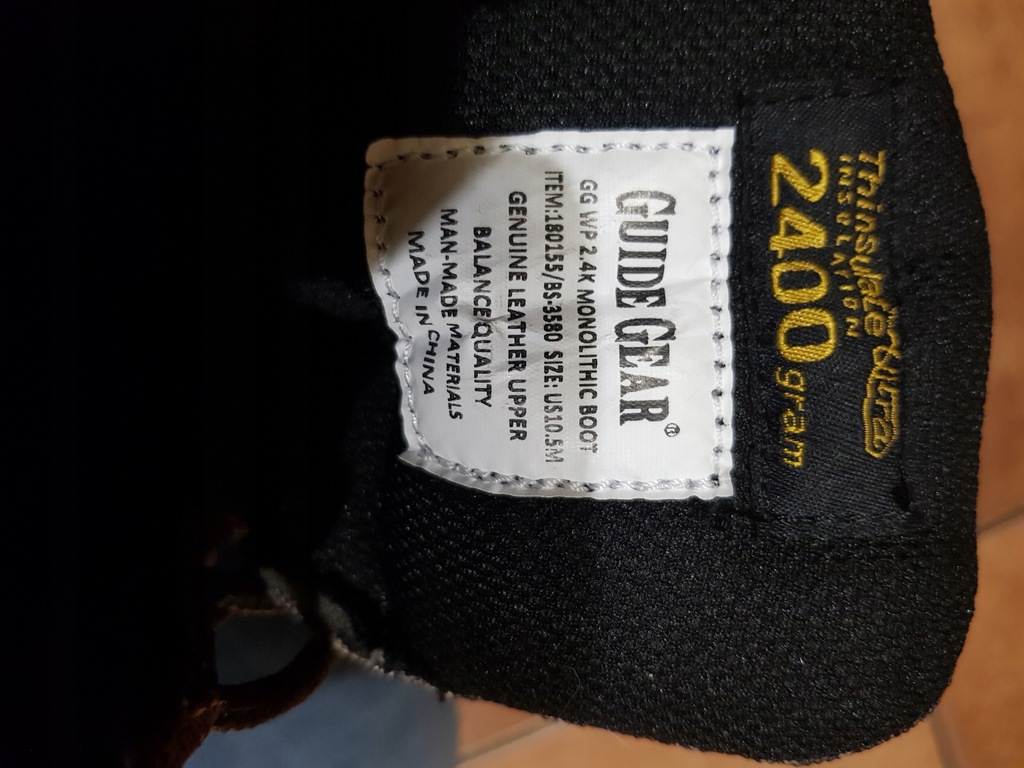 Thinsulate Ultra
INSULATION
2400 gram
GUIDE GEAR®
GG WP 2.4K MONOLITHIC BOOT
ITEM:180155/BS-3580 SIZE: US10.5M
GENUINE LEATHER UPPER
BALANCE/QUALITY
MAN-MADE MATERIALS
MADE IN CHINA